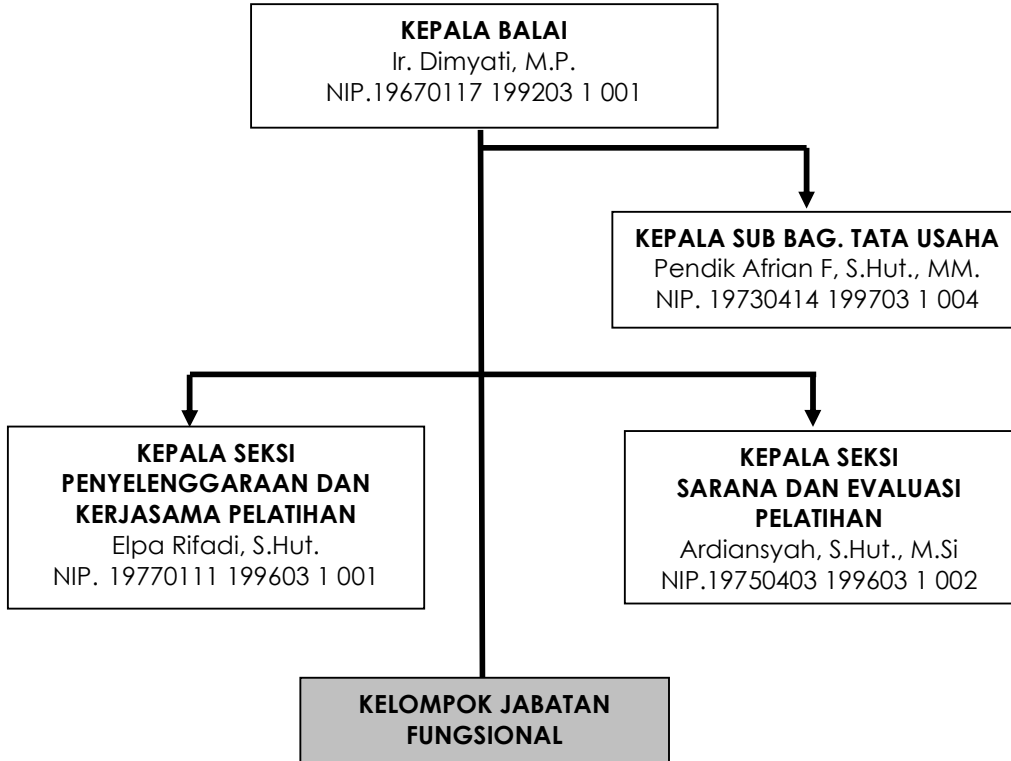 KEPALA BALAI
Ir. Dimyati, M.P.
NIP.19670117 199203 1 001
KEPALA SUB BAG. TATA USAHA
Pendik Afrian F, S.Hut., MM.
NIP. 19730414 199703 1 004
KEPALA SEKSI
PENYELENGGARAAN DAN
KERJASAMA PELATIHAN
Elpa Rifadi, S.Hut.
NIP. 19770111 199603 1 001
KEPALA SEKSI
SARANA DAN EVALUASI
PELATIHAN
Ardiansyah, S.Hut., M.Si
NIP.19750403 199603 1 002
KELOMPOK JABATAN
FUNGSIONAL